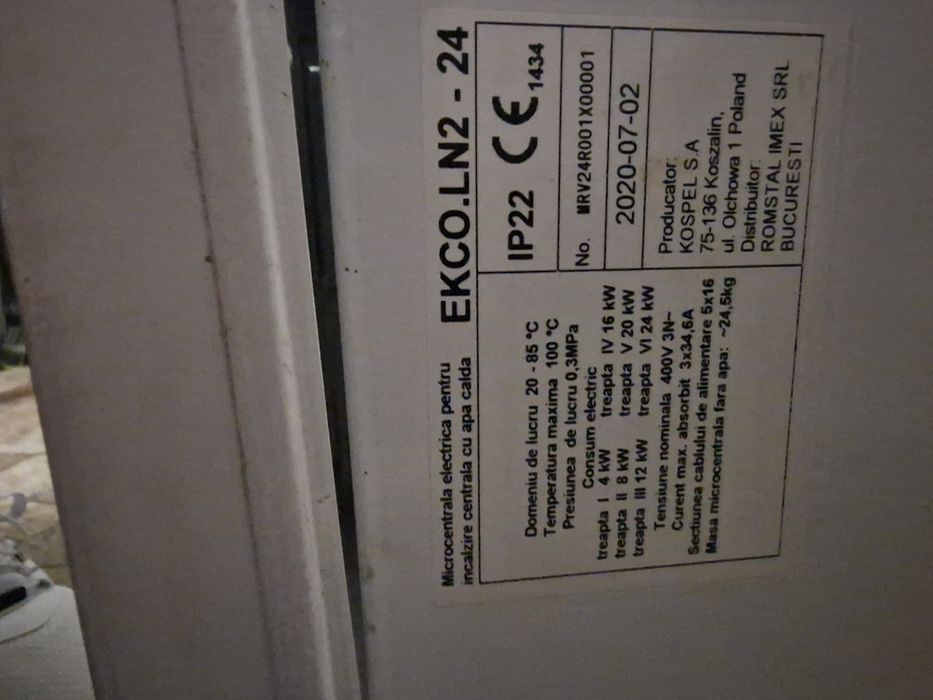 Microcentrala electrica pentru
incalzire centrala cu apa calda
EKCO.LN2 - 24
Domeniu de lucru 20 - 85 °C
Temperatura maxima 100 °C
Presiunea de lucru 0,3MPa
Consum electric
treapta I 4 kW treapta IV 16 kW
treapta II 8 kW treapta V 20 kW
treapta III 12 kW treapta VI 24 kW
Tensiune nominala 400V 3N~
Curent max. absorbit 3x34,6A
Sectiunea cablului de alimentare 5x16
Masa microcentrala fara apa: ~24,5kg
IP22 CE 1434
No. MRV24R001X00001
2020-07-02
Producator:
KOSPEL S.A
75-136 Koszalin,
ul. Olchowa 1 Poland
Distribuitor:
ROMSTAL IMEX SRL
BUCURESTI